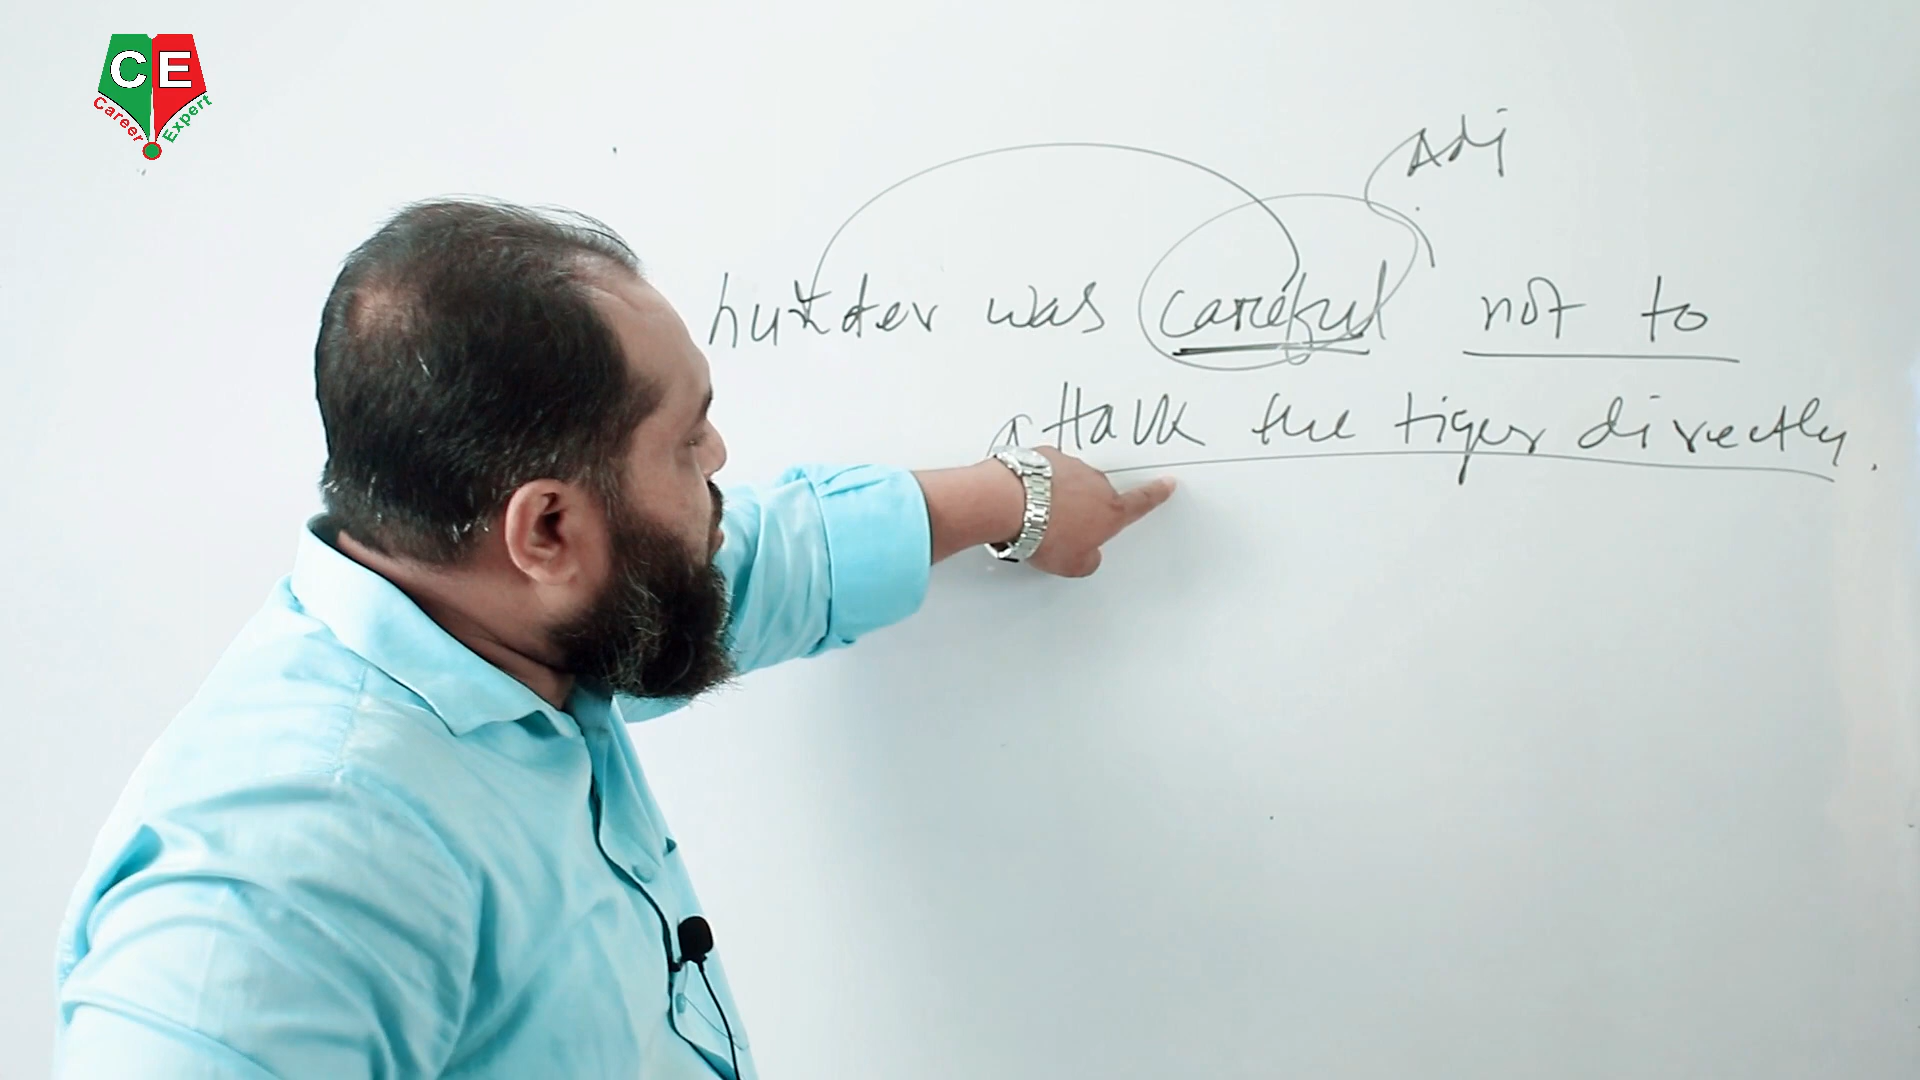 CE
Career Expert
Adj
hunter was careful not to
attack the tiger directly.